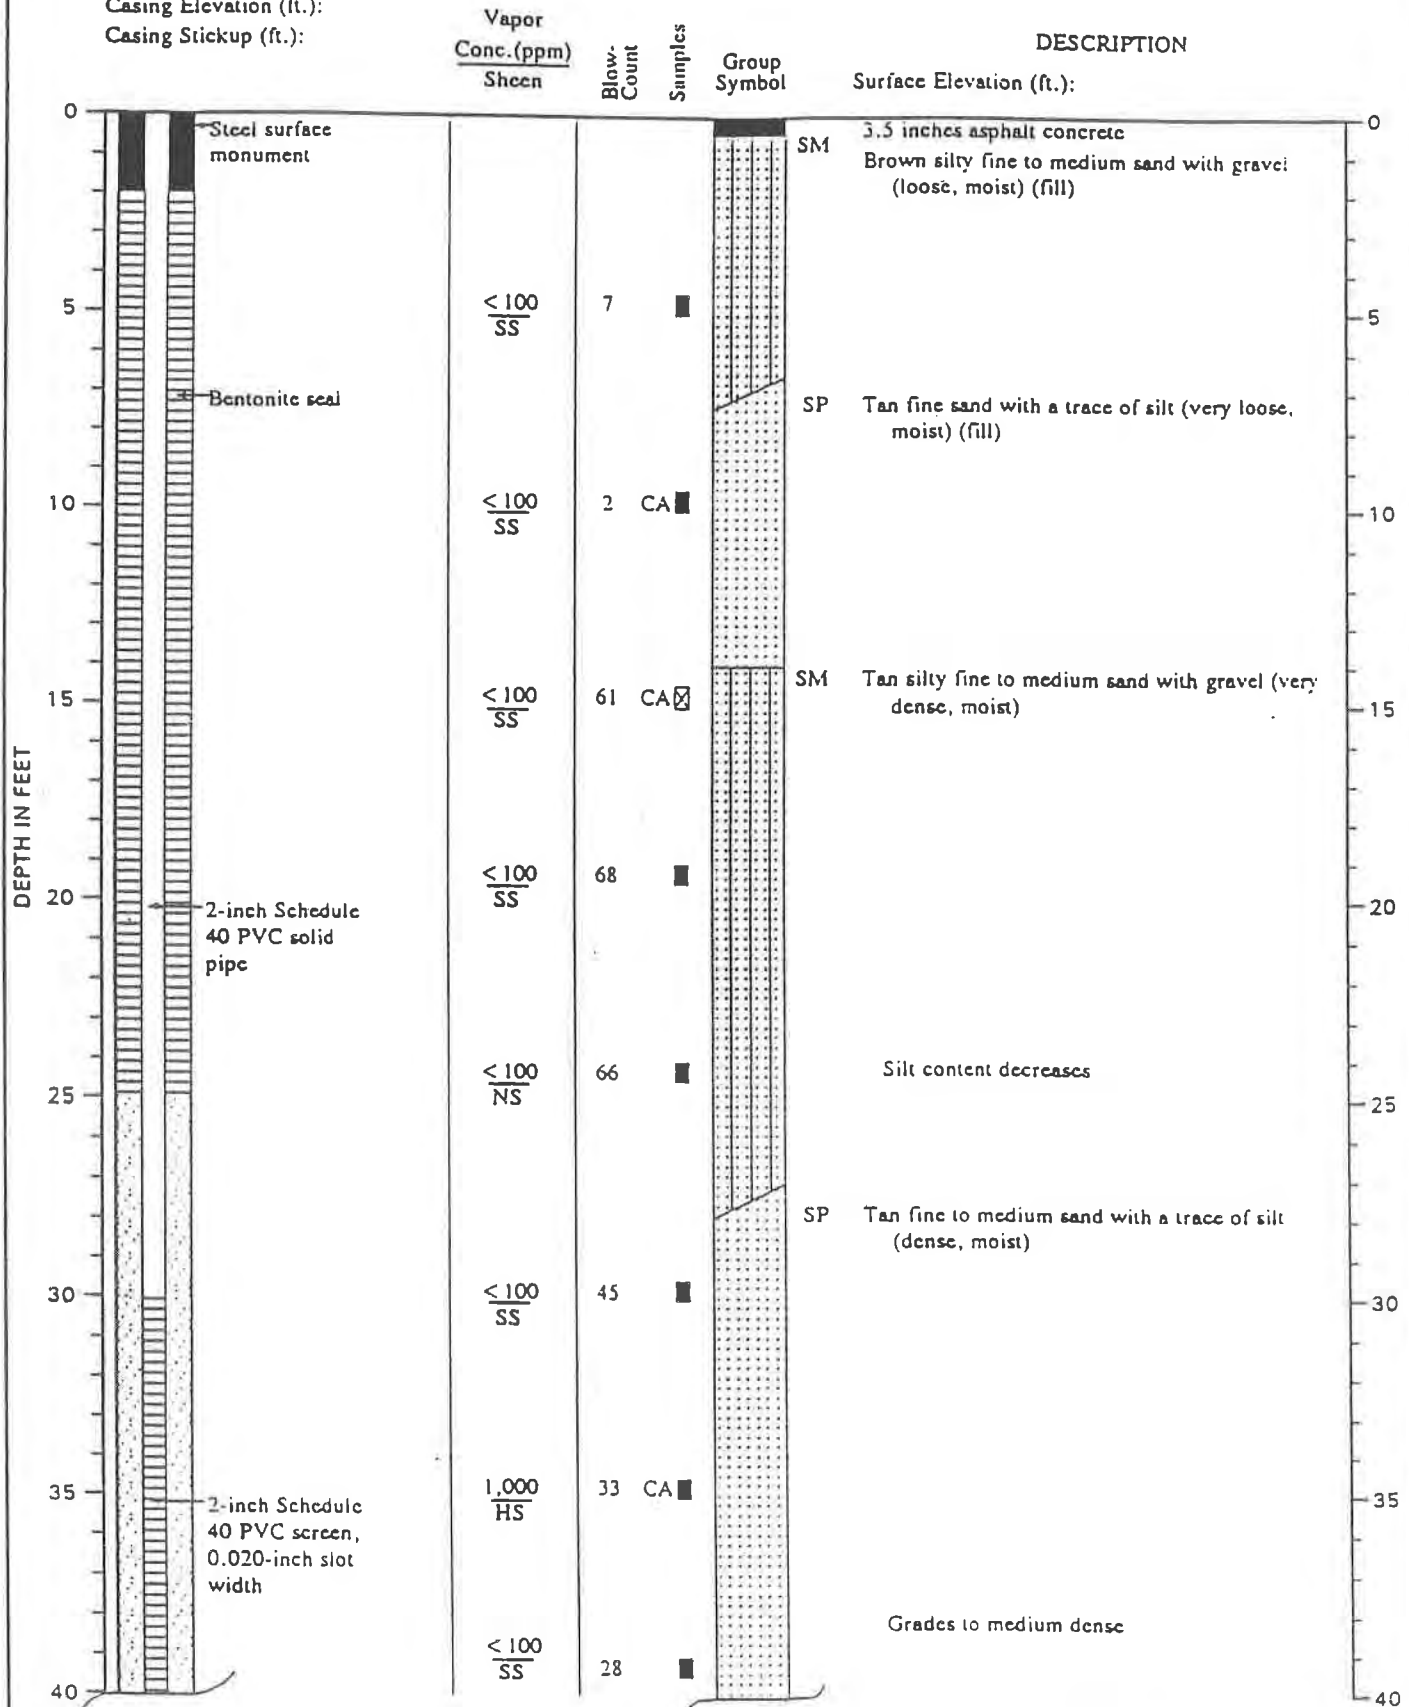 Casing Elevation (ft.):
Casing Stickup (ft.):
Vapor
Conc.(ppm)
Sheen
Blow-
Count
Samples
Group
Symbol
DESCRIPTION
Surface Elevation (ft.):
DEPTH IN FEET
0
Steel surface
monument
SM
3.5 inches asphalt concrete
Brown silty fine to medium sand with gravel
(loose, moist) (fill)
0
5
<100
SS
7
5
Bentonite seal
SP
Tan fine sand with a trace of silt (very loose,
moist) (fill)
10
<100
SS
2
CA
10
SM
Tan silty fine to medium sand with gravel (very
dense, moist)
15
<100
SS
61
CA
15
20
<100
SS
68
20
2-inch Schedule
40 PVC solid
pipe
<100
NS
66
Silt content decreases
25
25
SP
Tan fine to medium sand with a trace of silt
(dense, moist)
30
<100
SS
45
30
35
1,000
HS
33
CA
35
2-inch Schedule
40 PVC screen,
0.020-inch slot
width
Grades to medium dense
<100
SS
28
40
40